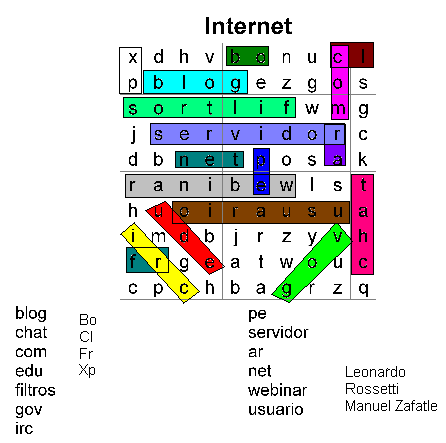 Internet
x d h v b o n u c l
p b l o g e z g o s
s o r t l i f w m g
j s e r v i d o r c
d b n e t p o s a k
r a n i b e w l s t
h u o i r a u s u a
i m d b j r z y v h
f r g e a t w o u c
c p c h b a g r z q
blog
chat
com
edu
filtros
gov
irc
Bo
Cl
Fr
Xp
pe
servidor
ar
net
webinar
usuario
Leonardo
Rossetti
Manuel Zafatle